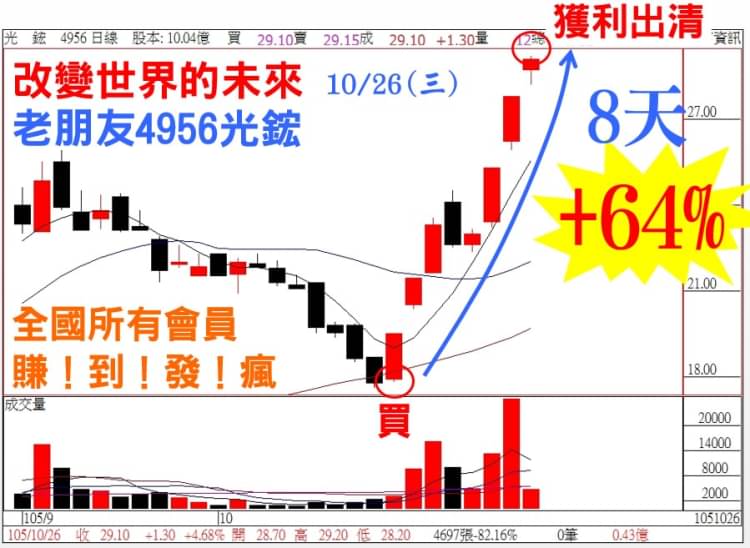 光 鋐 4956 日線 股本: 10.04億 買 29.10賣 29.15成 29.10 +1.30量 12總 資訊
獲利出清
改變世界的未來 10/26(三)
老朋友4956光鋐
8天
+64%
27.00
21.00
18.00
全國所有會員
賺！到！發！瘋
買
成交量
20000
14000
8000
2000
105/9 10 1051026
105/10/26 收 29.10 +1.30 +4.68% 開 28.70 高 29.20 低 28.20 4697張-82.16% 0筆 0.43億